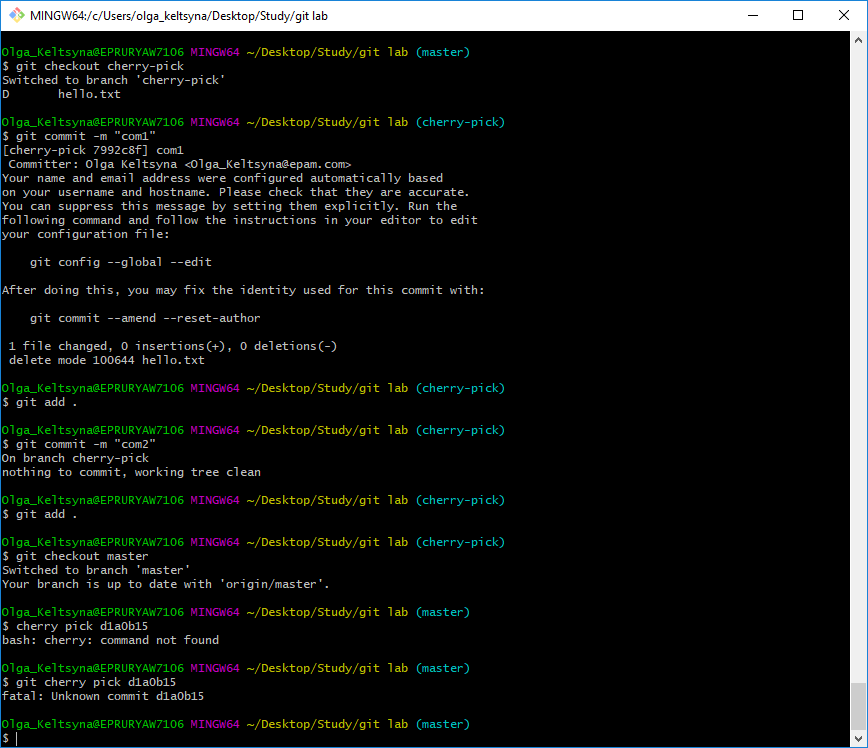 MINGW64:/c/Users/olga_keltsyna/Desktop/Study/git lab
Olga_Keltsyna@EPRURYAW7106 MINGW64 ~/Desktop/Study/git lab (master)
$ git checkout cherry-pick
Switched to branch 'cherry-pick'
D       hello.txt
Olga_Keltsyna@EPRURYAW7106 MINGW64 ~/Desktop/Study/git lab (cherry-pick)
$ git commit -m "com1"
[cherry-pick 7992c8f] com1
 Committer: Olga Keltsyna <Olga_Keltsyna@epam.com>
Your name and email address were configured automatically based
on your username and hostname. Please check that they are accurate.
You can suppress this message by setting them explicitly. Run the
following command and follow the instructions in your editor to edit
your configuration file:
    git config --global --edit
After doing this, you may fix the identity used for this commit with:
    git commit --amend --reset-author
 1 file changed, 0 insertions(+), 0 deletions(-)
 delete mode 100644 hello.txt
Olga_Keltsyna@EPRURYAW7106 MINGW64 ~/Desktop/Study/git lab (cherry-pick)
$ git add .
Olga_Keltsyna@EPRURYAW7106 MINGW64 ~/Desktop/Study/git lab (cherry-pick)
$ git commit -m "com2"
On branch cherry-pick
nothing to commit, working tree clean
Olga_Keltsyna@EPRURYAW7106 MINGW64 ~/Desktop/Study/git lab (cherry-pick)
$ git add .
Olga_Keltsyna@EPRURYAW7106 MINGW64 ~/Desktop/Study/git lab (cherry-pick)
$ git checkout master
Switched to branch 'master'
Your branch is up to date with 'origin/master'.
Olga_Keltsyna@EPRURYAW7106 MINGW64 ~/Desktop/Study/git lab (master)
$ cherry pick d1a0b15
bash: cherry: command not found
Olga_Keltsyna@EPRURYAW7106 MINGW64 ~/Desktop/Study/git lab (master)
$ git cherry pick d1a0b15
fatal: Unknown commit d1a0b15
Olga_Keltsyna@EPRURYAW7106 MINGW64 ~/Desktop/Study/git lab (master)
$